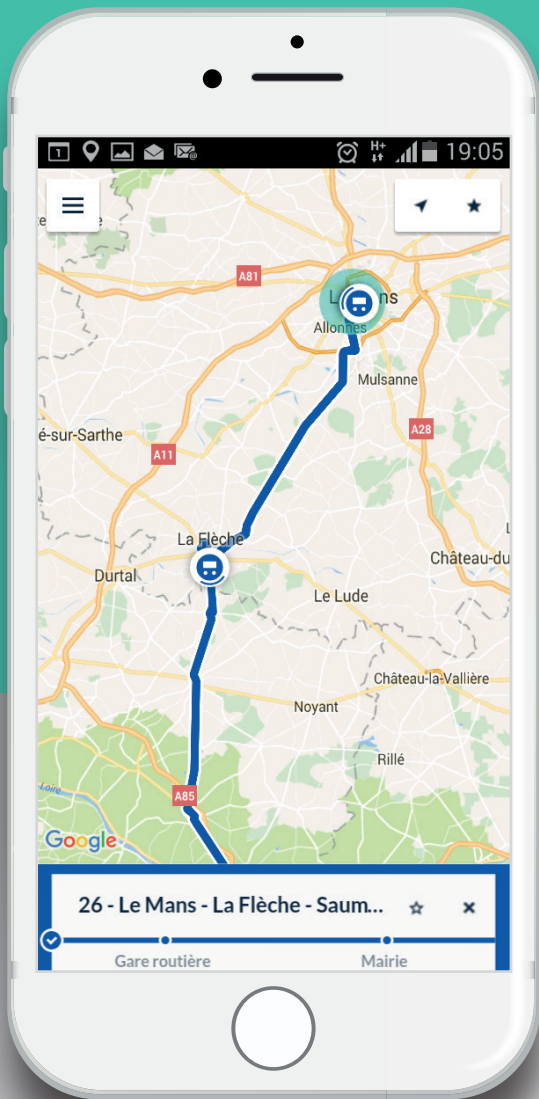 1
H+
19:05
A81
Le Mans
Allonnes
Mulsanne
é-sur-Sarthe
A11
A28
La Flèche
Durtal
Château-du
Le Lude
Château-la-Vallière
Noyant
Rillé
Loire
A85
Google
26 - Le Mans - La Flèche - Saum...
Gare routière
Mairie